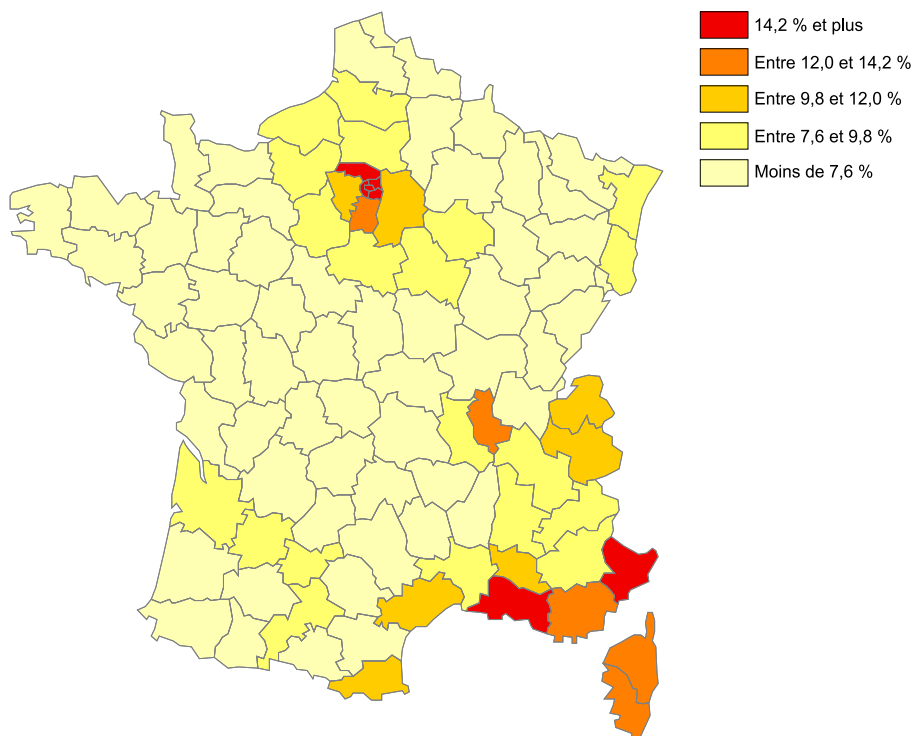 14,2 % et plus
Entre 12,0 et 14,2 %
Entre 9,8 et 12,0 %
Entre 7,6 et 9,8 %
Moins de 7,6 %